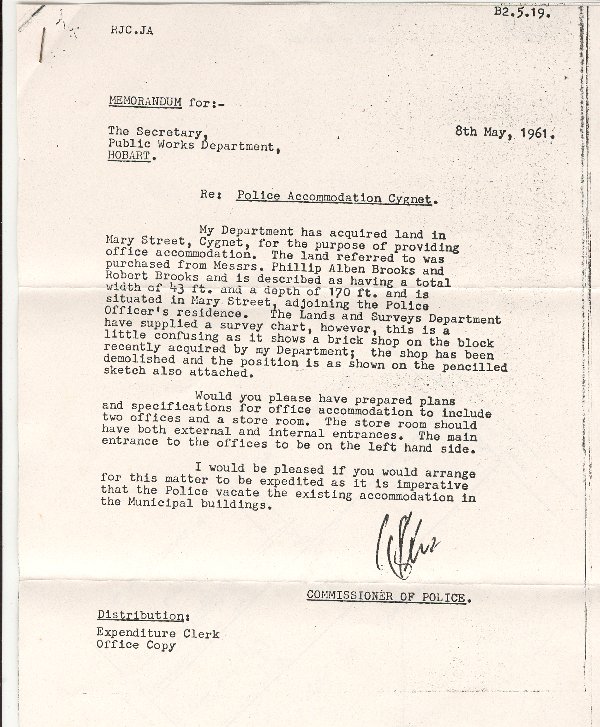 B2.5.19.
RJC.JA
MEMORANDUM for:-
The Secretary,
8th May, 1961.
Public Works Department,
HOBART.
Re: Police Accommodation Cygnet.
My Department has acquired land in
Mary Street, Cygnet, for the purpose of providing
office accommodation. The land referred to was
purchased from Messrs. Phillip Alben Brooks and
Robert Brooks and is described as having a total
width of 43 ft. and a depth of 170 ft. and is
situated in Mary Street, adjoining the Police
Officer's residence. The Lands and Surveys Department
have supplied a survey chart, however, this is a
little confusing as it shows a brick shop on the block
recently acquired by my Department; the shop has been
demolished and the position is as shown on the pencilled
sketch also attached.
Would you please have prepared plans
and specifications for office accommodation to include
two offices and a store room. The store room should
have both external and internal entrances. The main
entrance to the offices to be on the left hand side.
I would be pleased if you would arrange
for this matter to be expedited as it is imperative
that the Police vacate the existing accommodation in
the Municipal buildings.
COMMISSIONER OF POLICE.
Distribution:
Expenditure Clerk
Office Copy